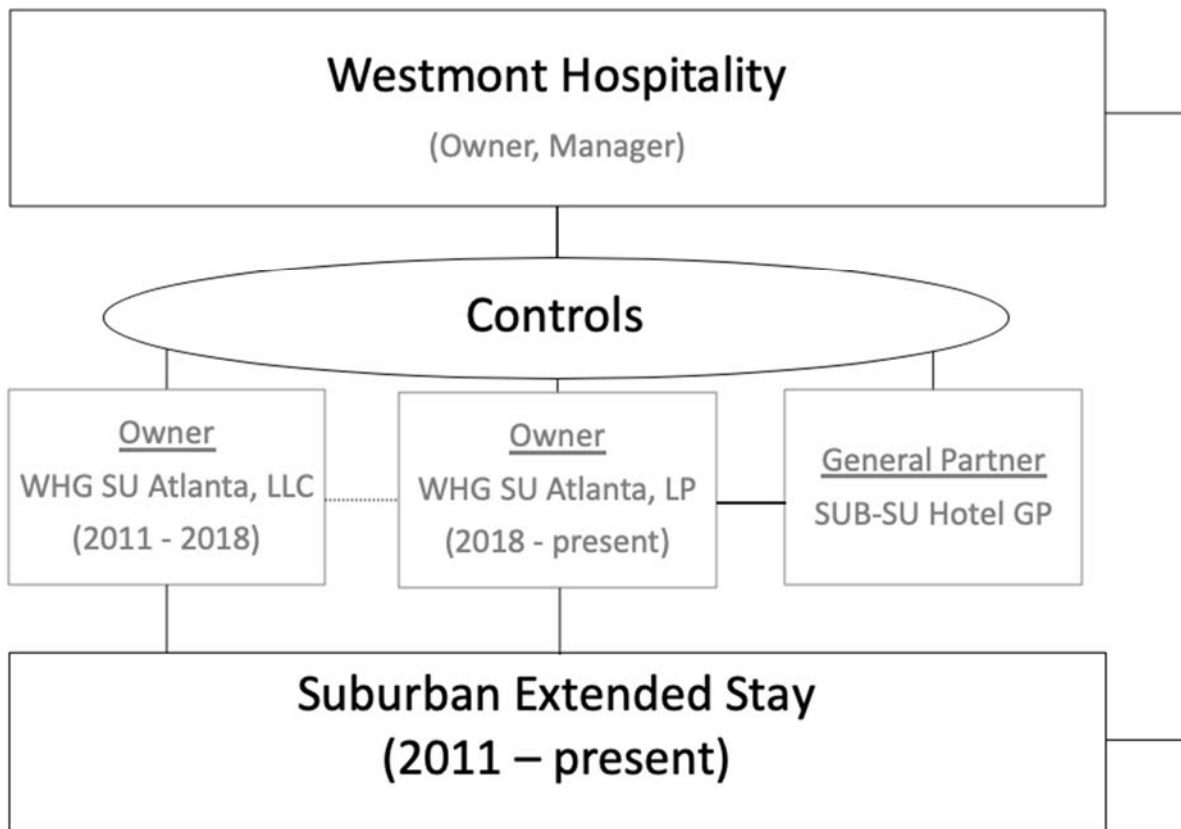 Westmont Hospitality
(Owner, Manager)
Controls
Owner
WHG SU Atlanta, LLC
(2011 - 2018)
Owner
WHG SU Atlanta, LP
(2018 - present)
General Partner
SUB-SU Hotel GP
Suburban Extended Stay
(2011 – present)